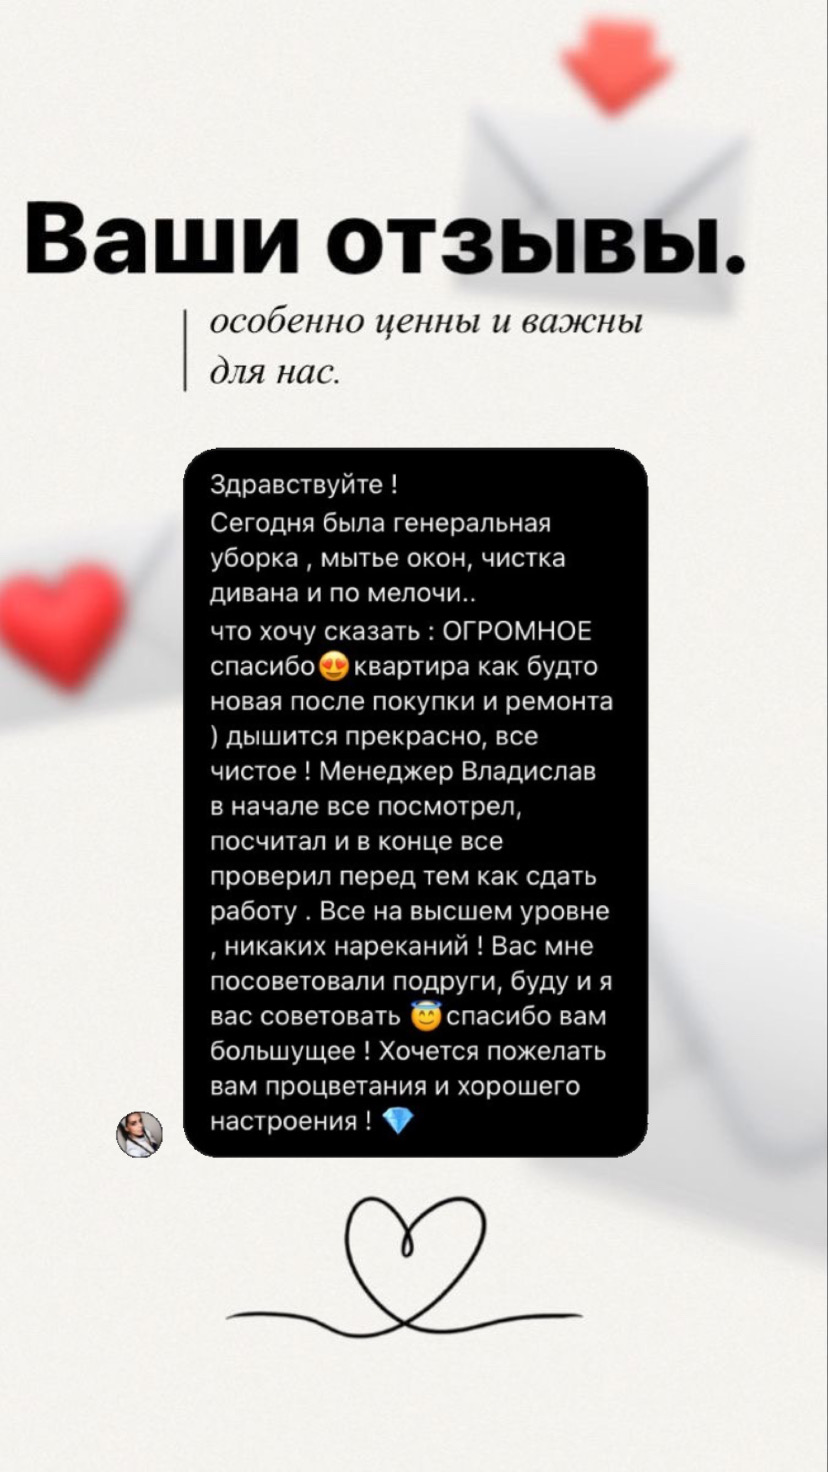 Ваши отзывы.
особенно ценны и важны
для нас.
Здравствуйте !
Сегодня была генеральная
уборка , мытье окон, чистка
дивана и по мелочи..
что хочу сказать : ОГРОМНОЕ
спасибо😍квартира как будто
новая после покупки и ремонта
) дышится прекрасно, все
чистое ! Менеджер Владислав
в начале все посмотрел,
посчитал и в конце все
проверил перед тем как сдать
работу . Все на высшем уровне
, никаких нареканий ! Вас мне
посоветовали подруги, буду и я
вас советовать 😇спасибо вам
большущее ! Хочется пожелать
вам процветания и хорошего
настроения ! 💎